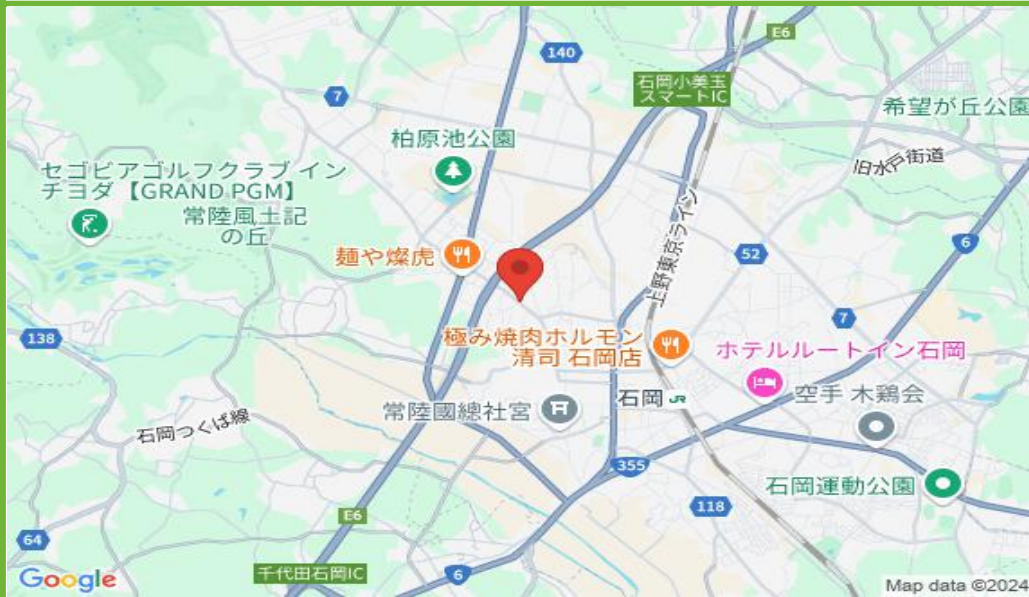 E6
140
石岡小美玉
スマートIC
7
希望が丘公園
柏原池公園
旧水戸街道
セゴビアゴルフクラブ イン
チヨダ【GRAND PGM】
常陸風土記
の丘
上野東京ライン
6
麺や燦虎
52
7
138
極み焼肉ホルモン
清司 石岡店
ホテルルートイン石岡
石岡 JR
空手 木鶏会
常陸國總社宮
石岡つくば線
355
石岡運動公園
118
E6
64
千代田石岡IC
6
Google
Map data ©2024